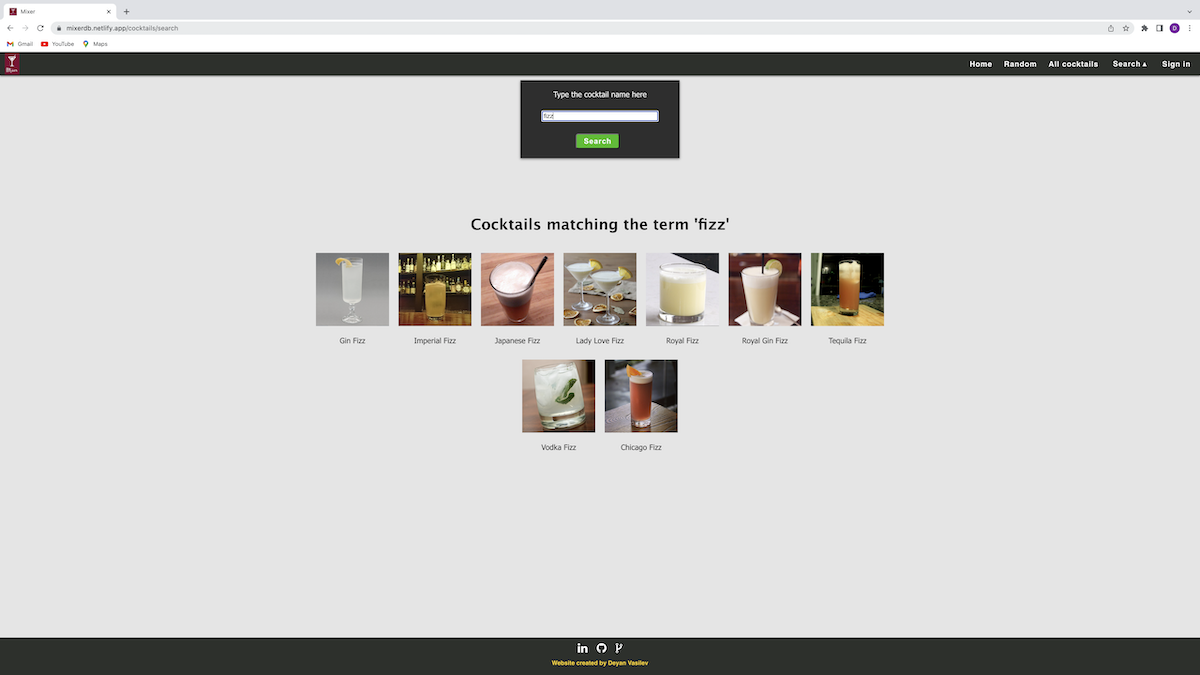 Mixer
mixerdb.netlify.app/cocktails/search
D
Gmail YouTube Maps
Home Random All cocktails Search ▴ Sign in
Type the cocktail name here
fizz
Search
Cocktails matching the term 'fizz'
Gin Fizz Imperial Fizz Japanese Fizz Lady Love Fizz Royal Fizz Royal Gin Fizz Tequila Fizz
Vodka Fizz Chicago Fizz
in
Website created by Deyan Vasilev